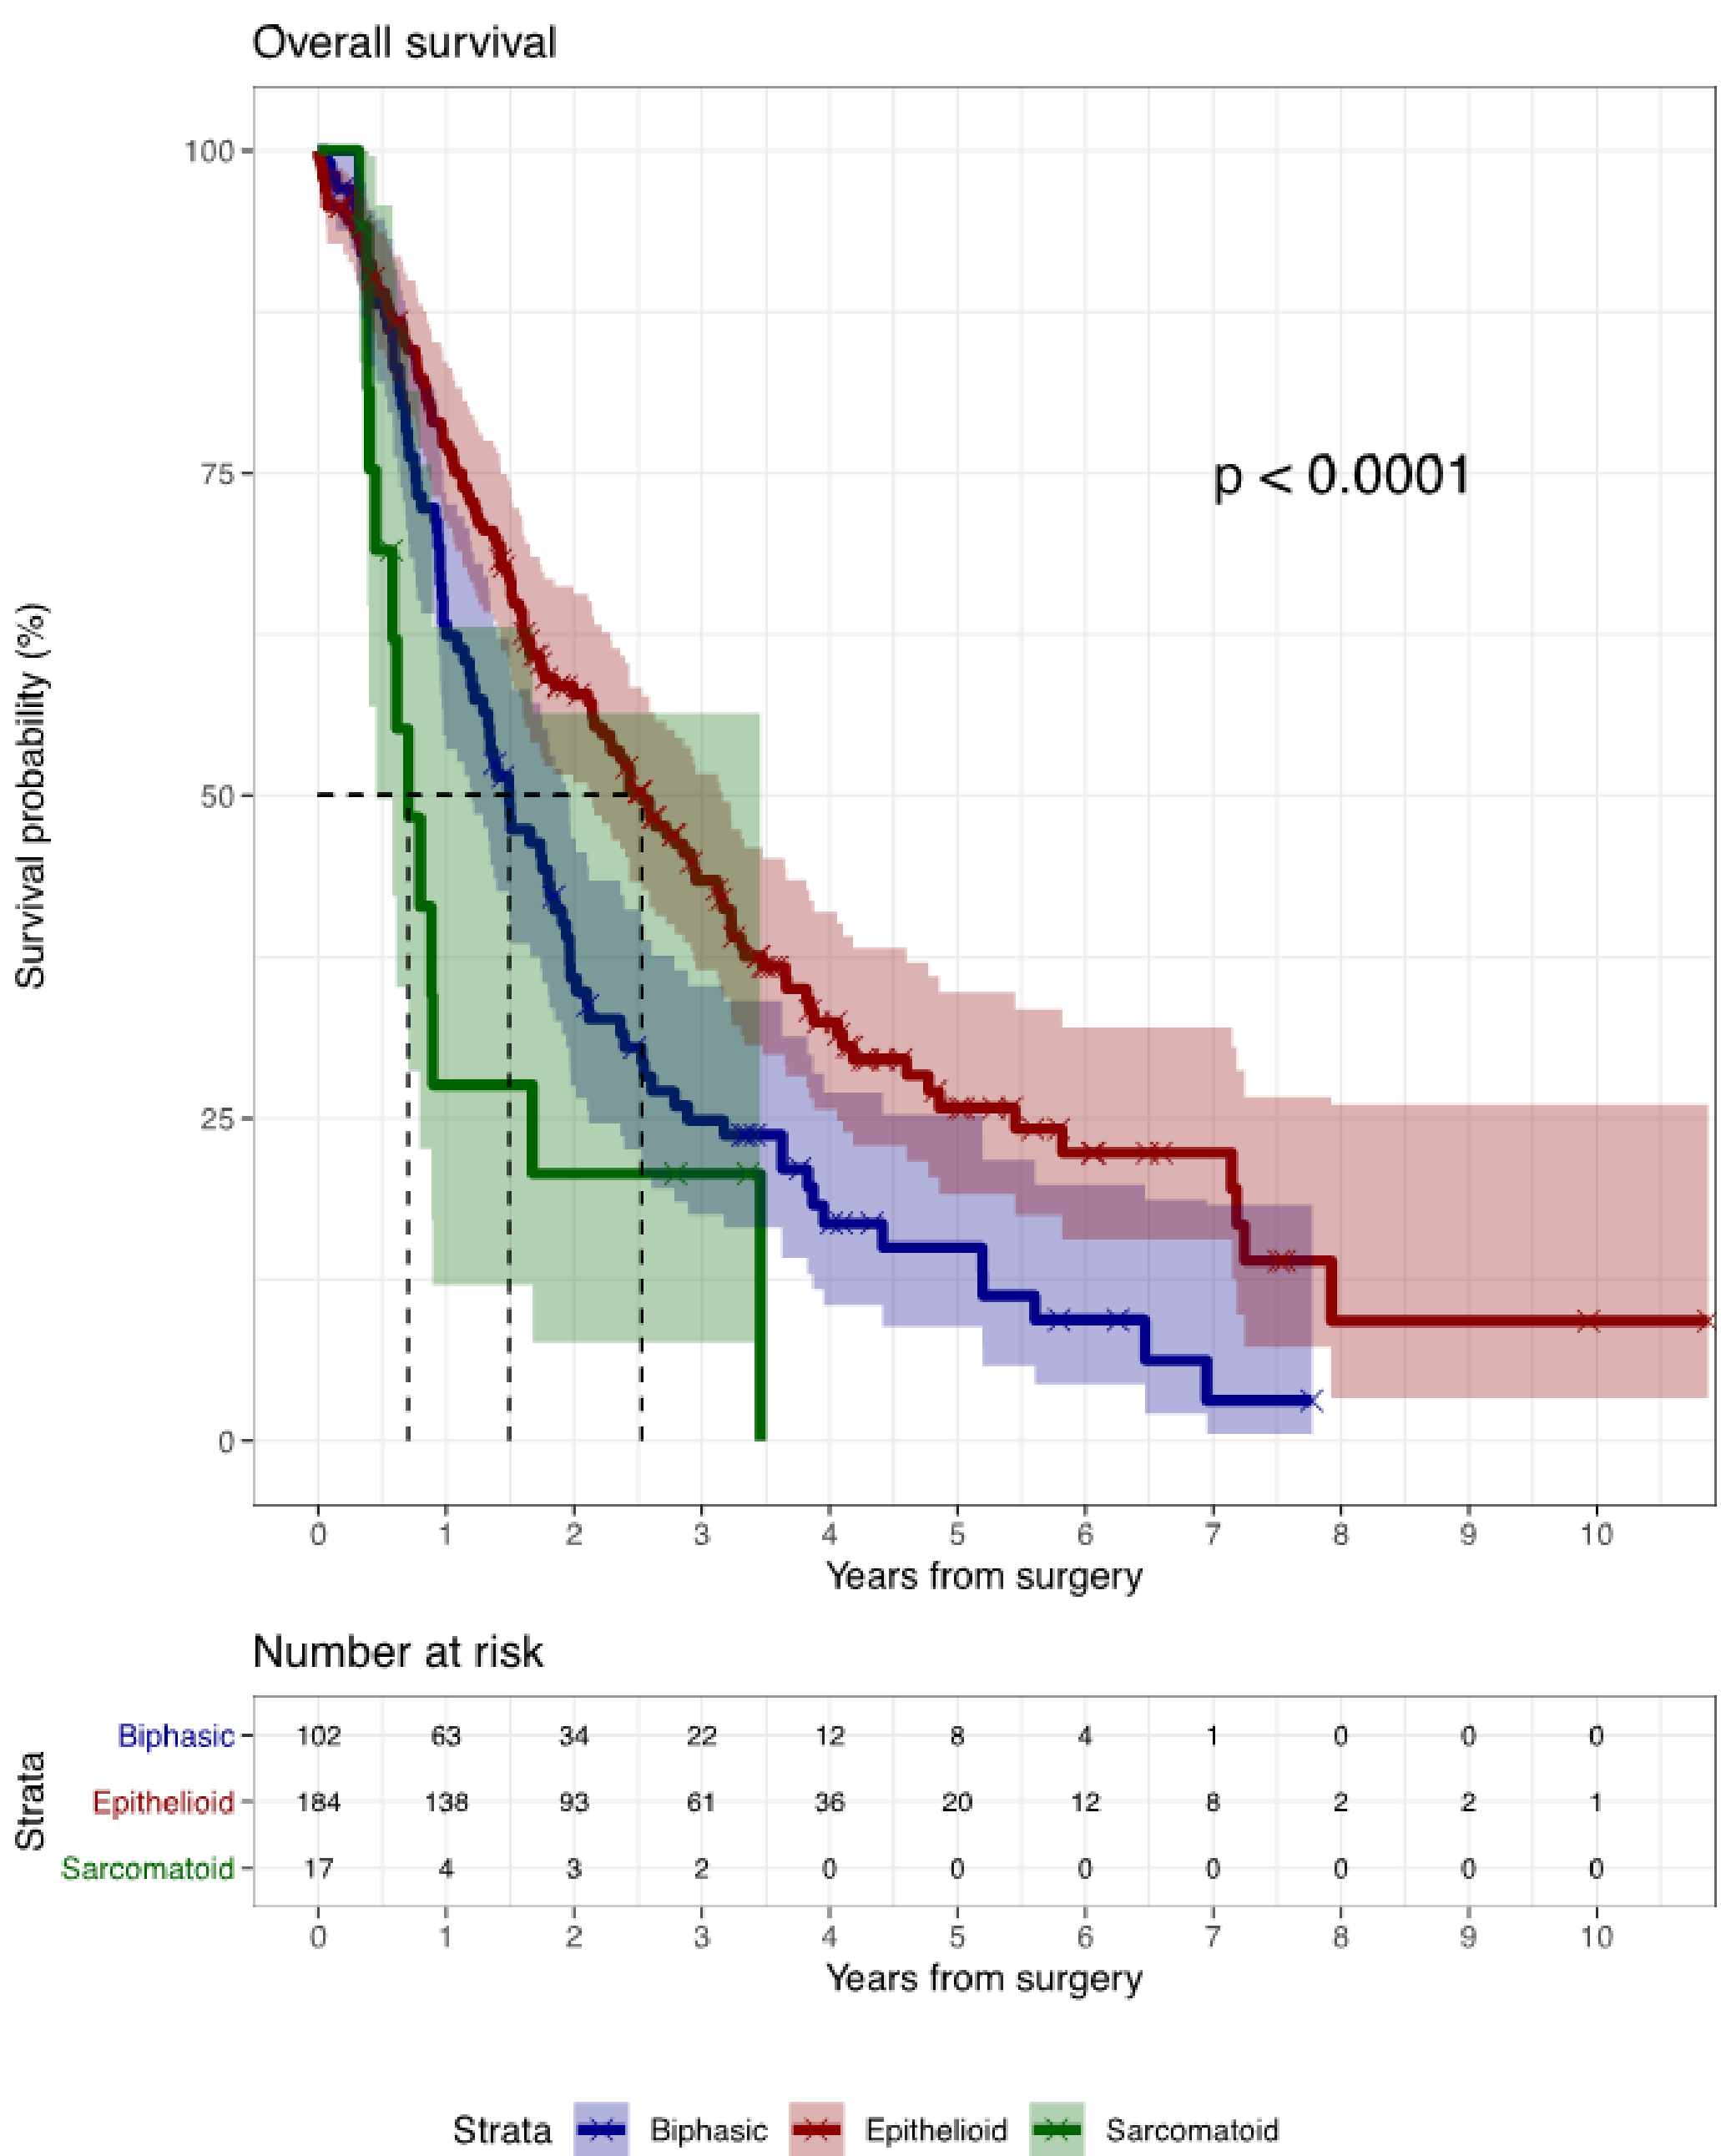 Overall survival
Survival probability (%)
100
75
50
25
0
p < 0.0001
0 1 2 3 4 5 6 7 8 9 10
Years from surgery
Number at risk
Strata
Biphasic 102 63 34 22 12 8 4 1 0 0 0
Epithelioid 184 138 93 61 36 20 12 8 2 2 1
Sarcomatoid 17 4 3 2 0 0 0 0 0 0 0
0 1 2 3 4 5 6 7 8 9 10
Years from surgery
Strata Biphasic Epithelioid Sarcomatoid